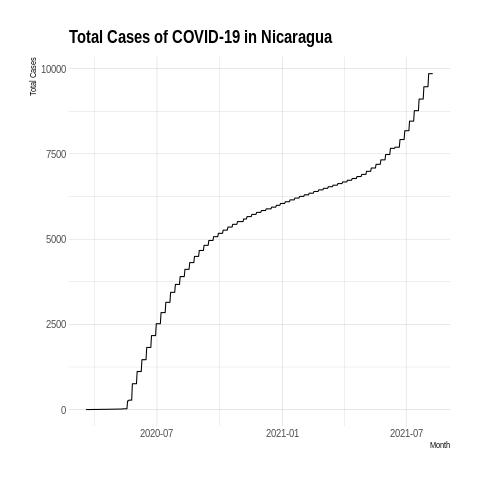 Total Cases of COVID-19 in Nicaragua
Total Cases
10000
7500
5000
2500
0
2020-07
2021-01
2021-07
Month